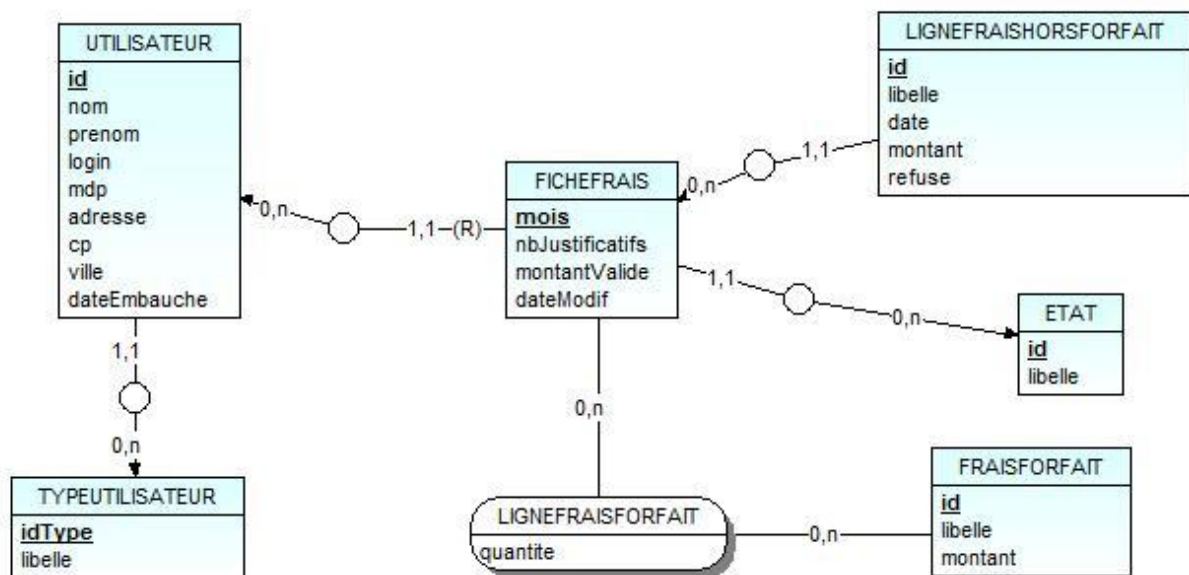 UTILISATEUR
id
nom
prenom
login
mdp
adresse
cp
ville
dateEmbauche
LIGNEFRAISHORSFORFAIT
id
libelle
date
montant
refuse
1,1
0,n
FICHEFRAIS
mois
nbJustificatifs
montantValide
dateModif
0,n
1,1 (R)
1,1
0,n
ETAT
id
libelle
1,1
0,n
TYPEUTILISATEUR
idType
libelle
0,n
LIGNEFRAISFORFAIT
quantite
0,n
FRAISFORFAIT
id
libelle
montant